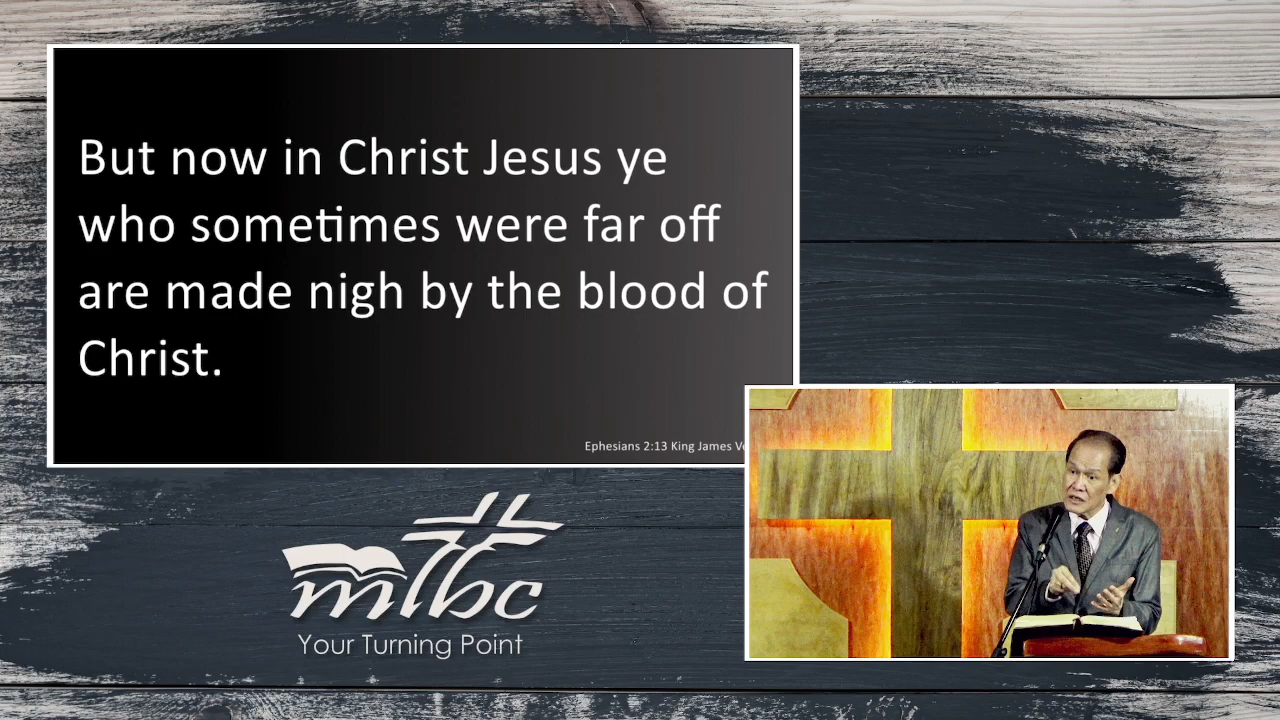 But now in Christ Jesus ye
who sometimes were far off
are made nigh by the blood of
Christ.
Ephesians 2:13 King James
mlbc
Your Turning Point